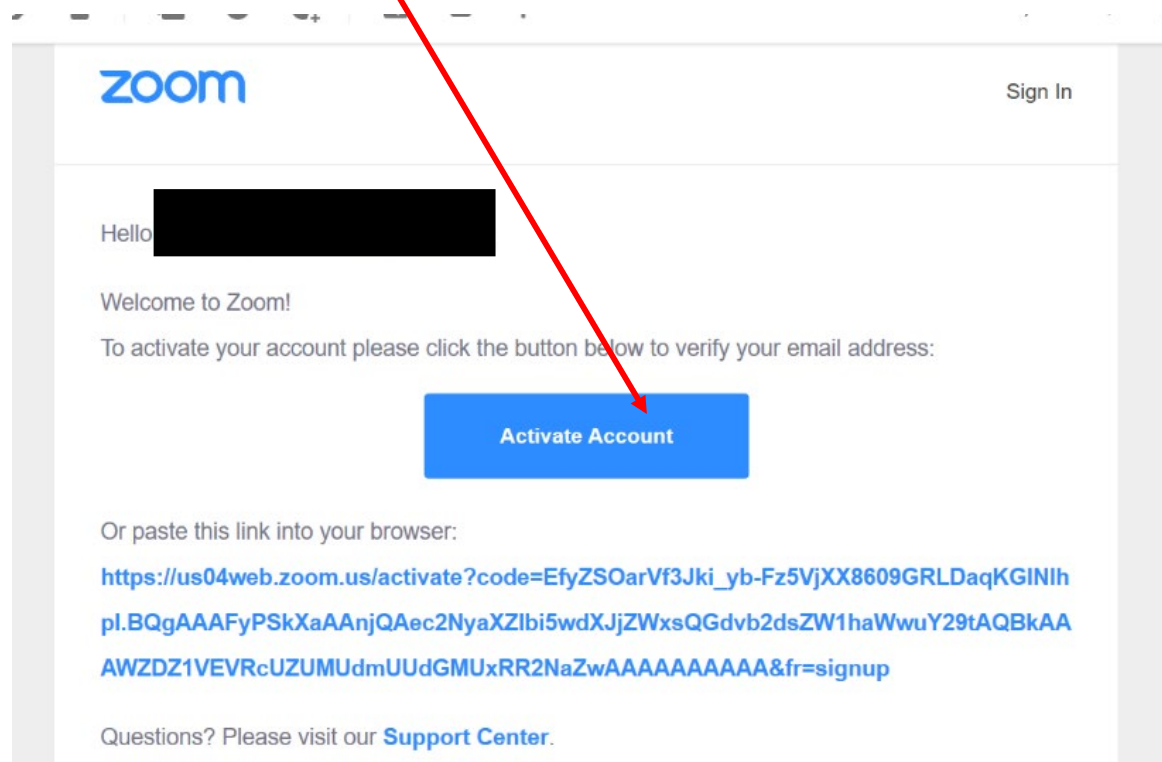 zoom
Sign In
Hello
Welcome to Zoom!
To activate your account please click the button below to verify your email address:
Activate Account
Or paste this link into your browser:
https://us04web.zoom.us/activate?code=EfyZSOarVf3Jki_yb-Fz5VjXX8609GRLDaqKGINIh
pl.BQgAAAFyPSkXaAAnjQAec2NyaXZlbi5wdXJjZWxsQGdvb2dsZW1haWwuY29tAQBkAA
AWZDZ1VEVRcUZUMUdmUUdGMUxRR2NaZwAAAAAAAAAA&fr=signup
Questions? Please visit our Support Center.